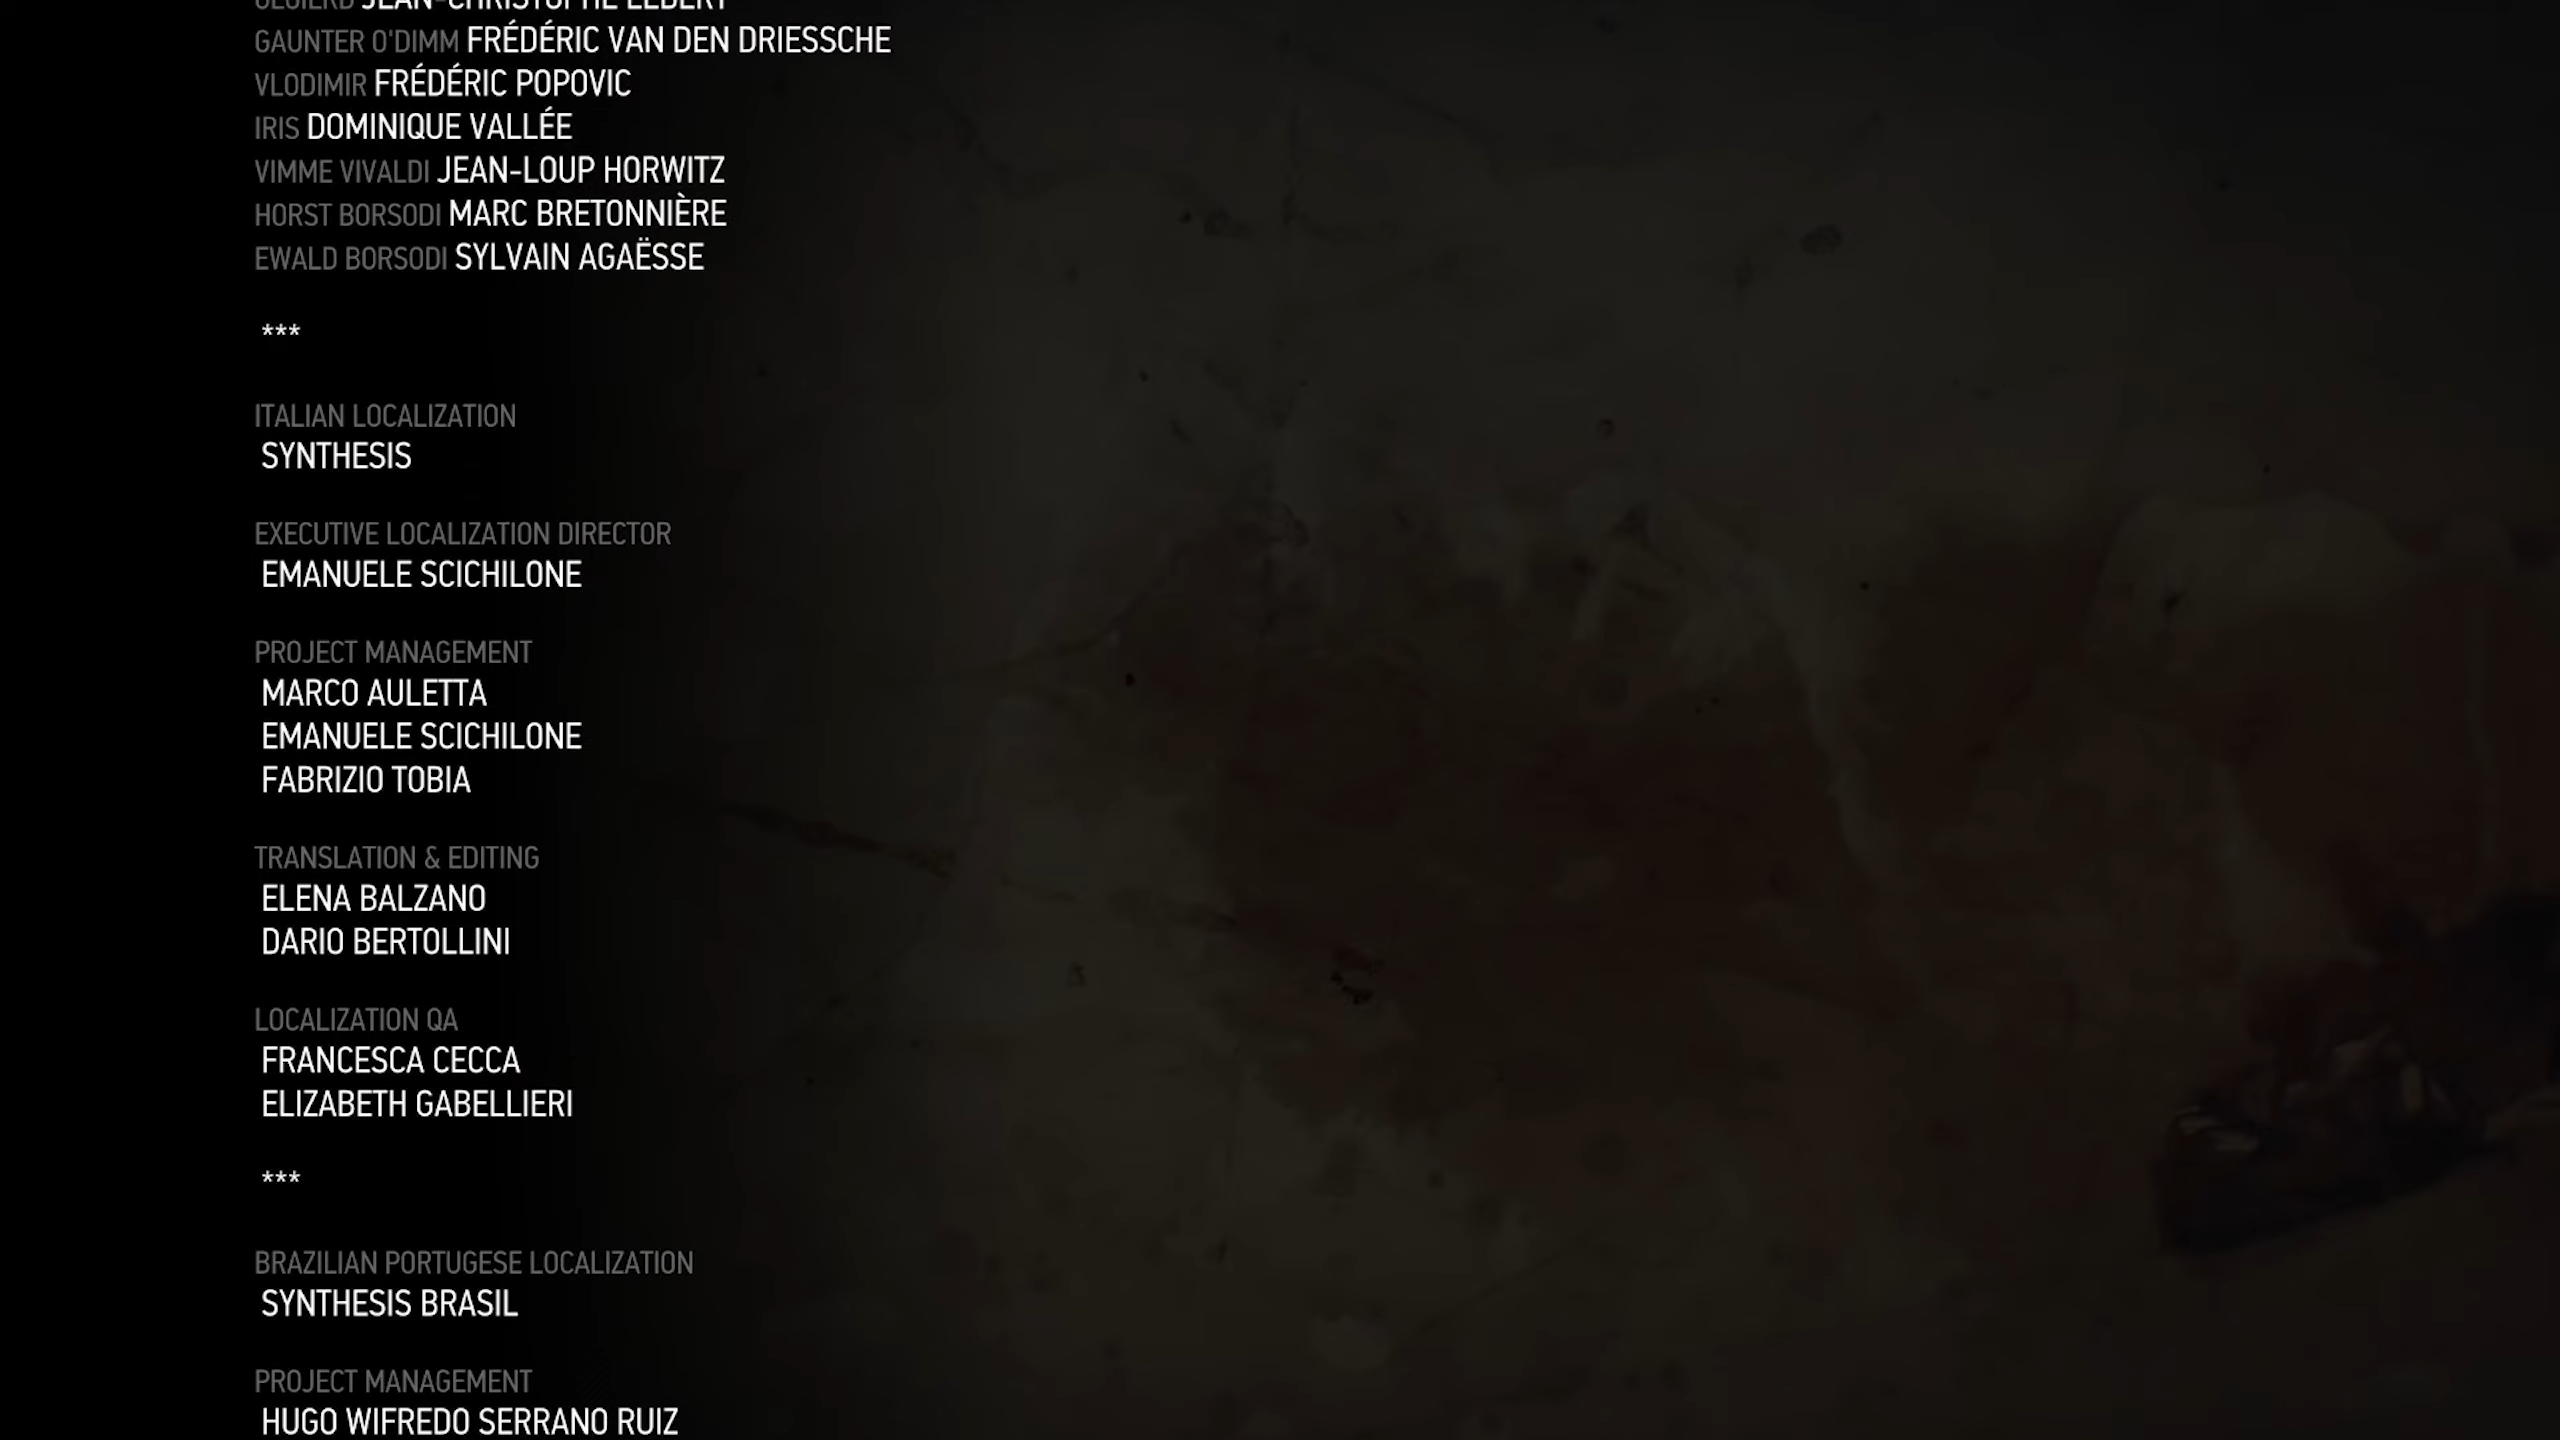 JEAN-CHRISTOPHE LEBERT
GAUNTER O'DIMM FRÉDÉRIC VAN DEN DRIESSCHE
VLODIMIR FRÉDÉRIC POPOVIC
IRIS DOMINIQUE VALLÉE
VIMME VIVALDI JEAN-LOUP HORWITZ
HORST BORSODI MARC BRETONNIÈRE
EWALD BORSODI SYLVAIN AGAËSSE
***
ITALIAN LOCALIZATION
SYNTHESIS
EXECUTIVE LOCALIZATION DIRECTOR
EMANUELE SCICHILONE
PROJECT MANAGEMENT
MARCO AULETTA
EMANUELE SCICHILONE
FABRIZIO TOBIA
TRANSLATION & EDITING
ELENA BALZANO
DARIO BERTOLLINI
LOCALIZATION QA
FRANCESCA CECCA
ELIZABETH GABELLIERI
***
BRAZILIAN PORTUGESE LOCALIZATION
SYNTHESIS BRASIL
PROJECT MANAGEMENT
HUGO WIFREDO SERRANO RUIZ